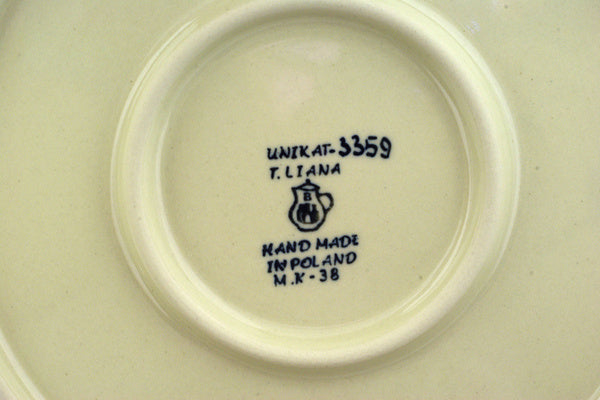 UNIKAT-3359
T. LIANA
B
HAND MADE
IN POLAND
M.K-38